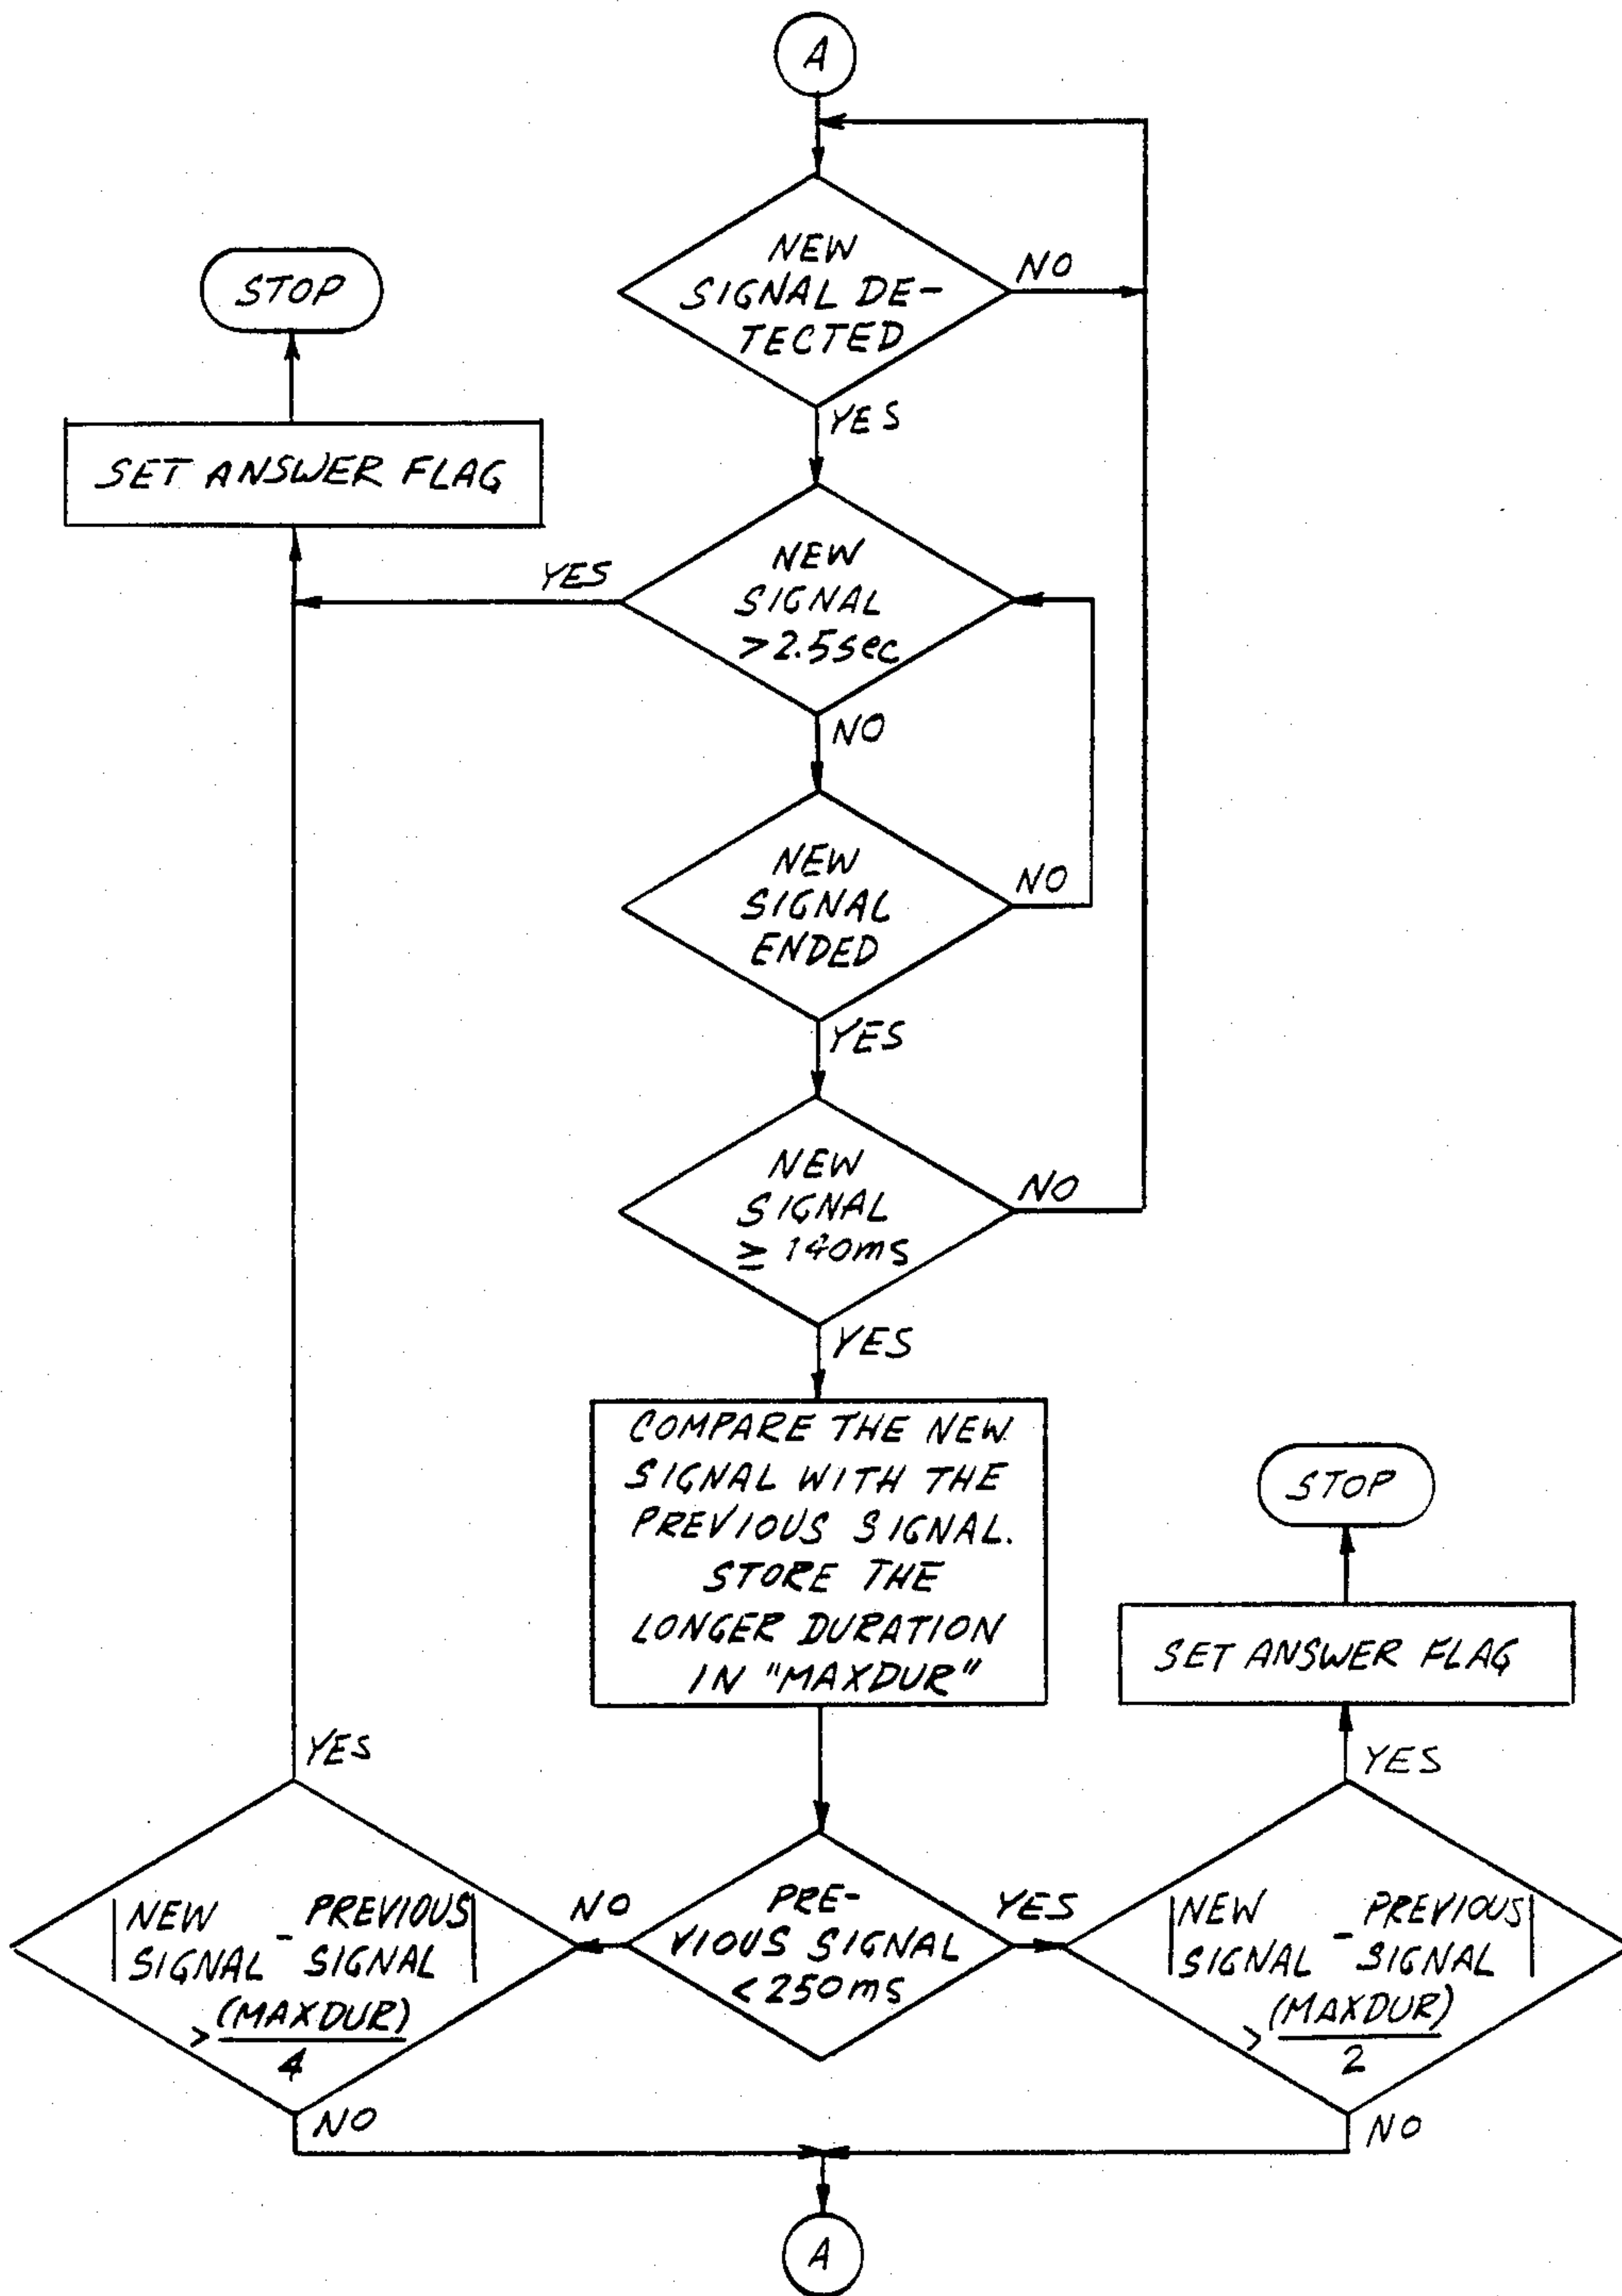 A
NEW
SIGNAL DE-
TECTED
NO
YES
STOP
SET ANSWER FLAG
NEW
SIGNAL
>2.5sec
YES
NO
NEW
SIGNAL
ENDED
NO
YES
NEW
SIGNAL
≥ 140ms
NO
YES
COMPARE THE NEW
SIGNAL WITH THE
PREVIOUS SIGNAL.
STORE THE
LONGER DURATION
IN "MAXDUR"
STOP
SET ANSWER FLAG
YES
YES
|NEW - PREVIOUS|
|SIGNAL SIGNAL|
> (MAXDUR)
4
NO
NO
PRE-
VIOUS SIGNAL
<250ms
YES
|NEW - PREVIOUS|
|SIGNAL SIGNAL|
> (MAXDUR)
2
NO
A